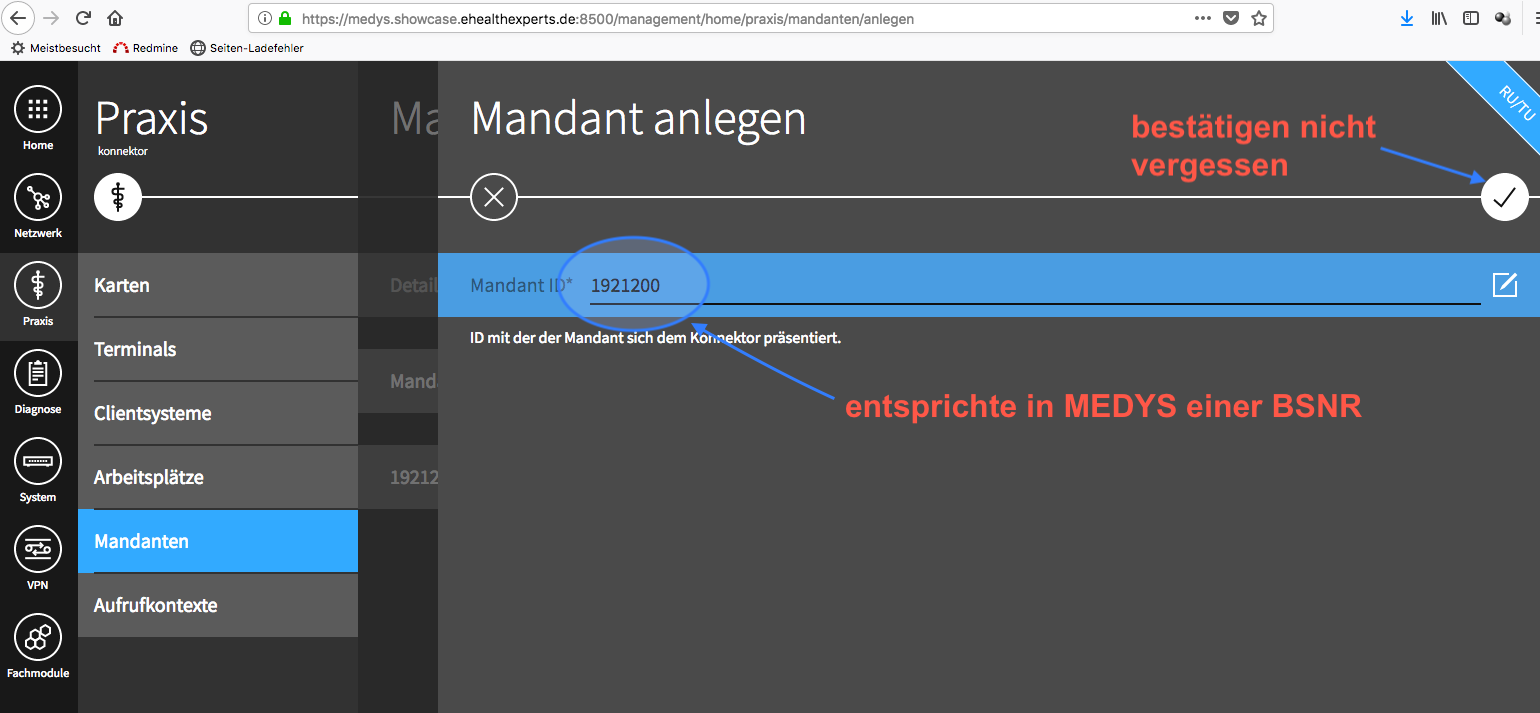 https://medys.showcase.ehealthexperts.de:8500/management/home/praxis/mandanten/anlegen
Meistbesucht Redmine Seiten-Ladefehler
Home
Netzwerk
Praxis
Diagnose
System
VPN
Fachmodule
Praxis
konnektor
Karten
Terminals
Clientsysteme
Arbeitsplätze
Mandanten
Aufrufkontexte
Ma
Detail
Manda
19212
Mandant anlegen
RU/TU
bestätigen nicht
vergessen
Mandant ID* 1921200
ID mit der der Mandant sich dem Konnektor präsentiert.
entsprichte in MEDYS einer BSNR